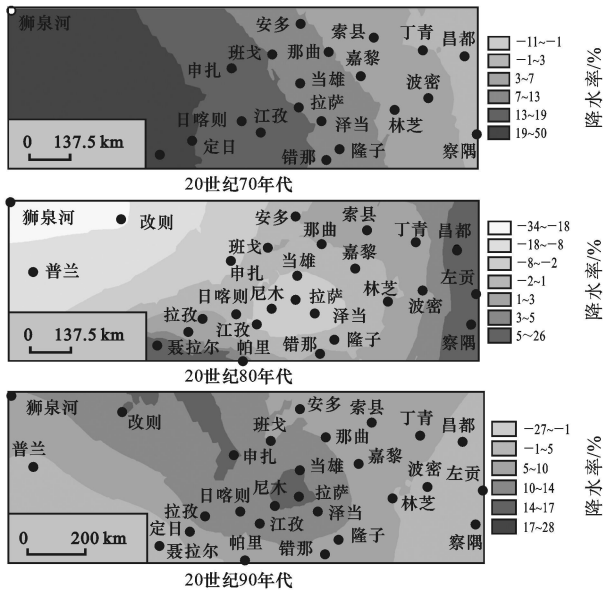 狮泉河
安多
索县
丁青
昌都
班戈
那曲
嘉黎
申扎
当雄
波密
拉萨
日喀则
江孜
泽当
林芝
定日
错那
隆子
察隅
0 137.5 km
-11~-1
-1~3
3~7
7~13
13~19
19~50
降水率/%
20世纪70年代
狮泉河
改则
安多
索县
那曲
丁青
昌都
班戈
嘉黎
普兰
申扎
当雄
左贡
日喀则
尼木
拉萨
林芝
波密
拉孜
江孜
泽当
隆子
察隅
聂拉尔
帕里
错那
0 137.5 km
-34~-18
-18~-8
-8~-2
-2~1
1~3
3~5
5~26
降水率/%
20世纪80年代
狮泉河
改则
安多
索县
丁青
昌都
班戈
那曲
普兰
申扎
当雄
嘉黎
波密
左贡
尼木
拉萨
日喀则
林芝
拉孜
江孜
泽当
定日
隆子
察隅
聂拉尔
帕里
错那
0 200 km
-27~-1
-1~5
5~10
10~14
14~17
17~28
降水率/%
20世纪90年代